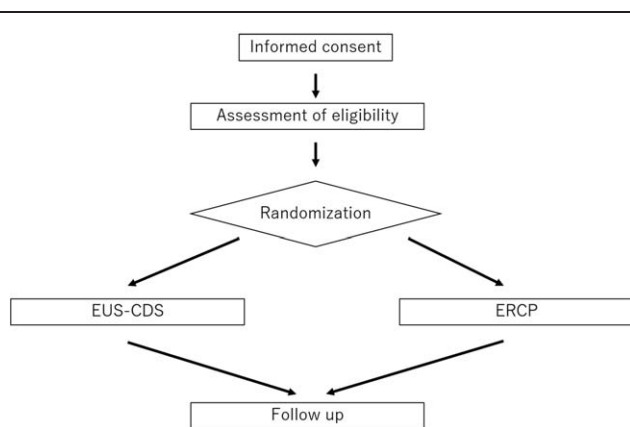 Informed consent
Assessment of eligibility
Randomization
EUS-CDS
ERCP
Follow up